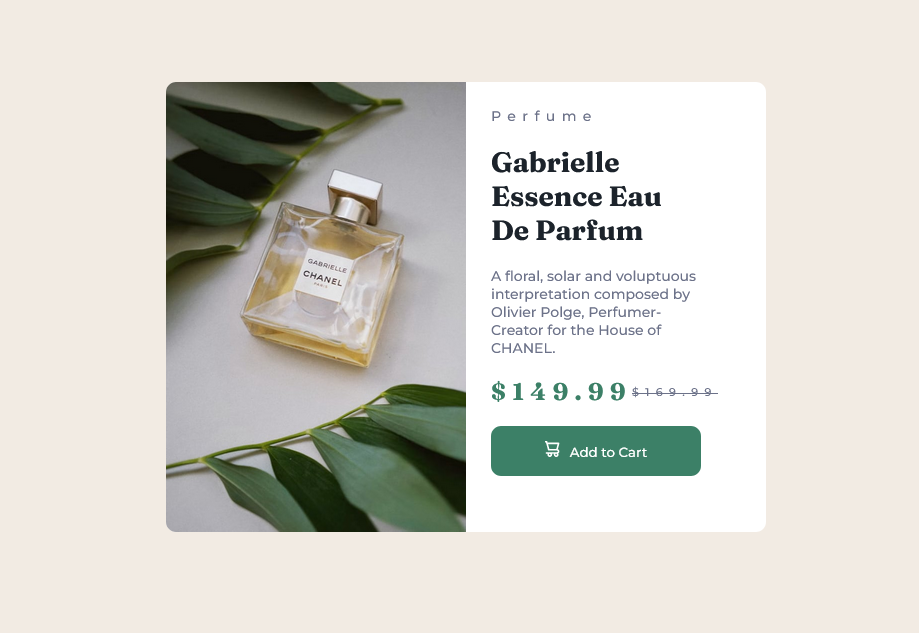 Perfume
Gabrielle
Essence Eau
De Parfum
GABRIELLE
CHANEL
PARIS
A floral, solar and voluptuous
interpretation composed by
Olivier Polge, Perfumer-
Creator for the House of
CHANEL.
$149.99 $169.99
Add to Cart